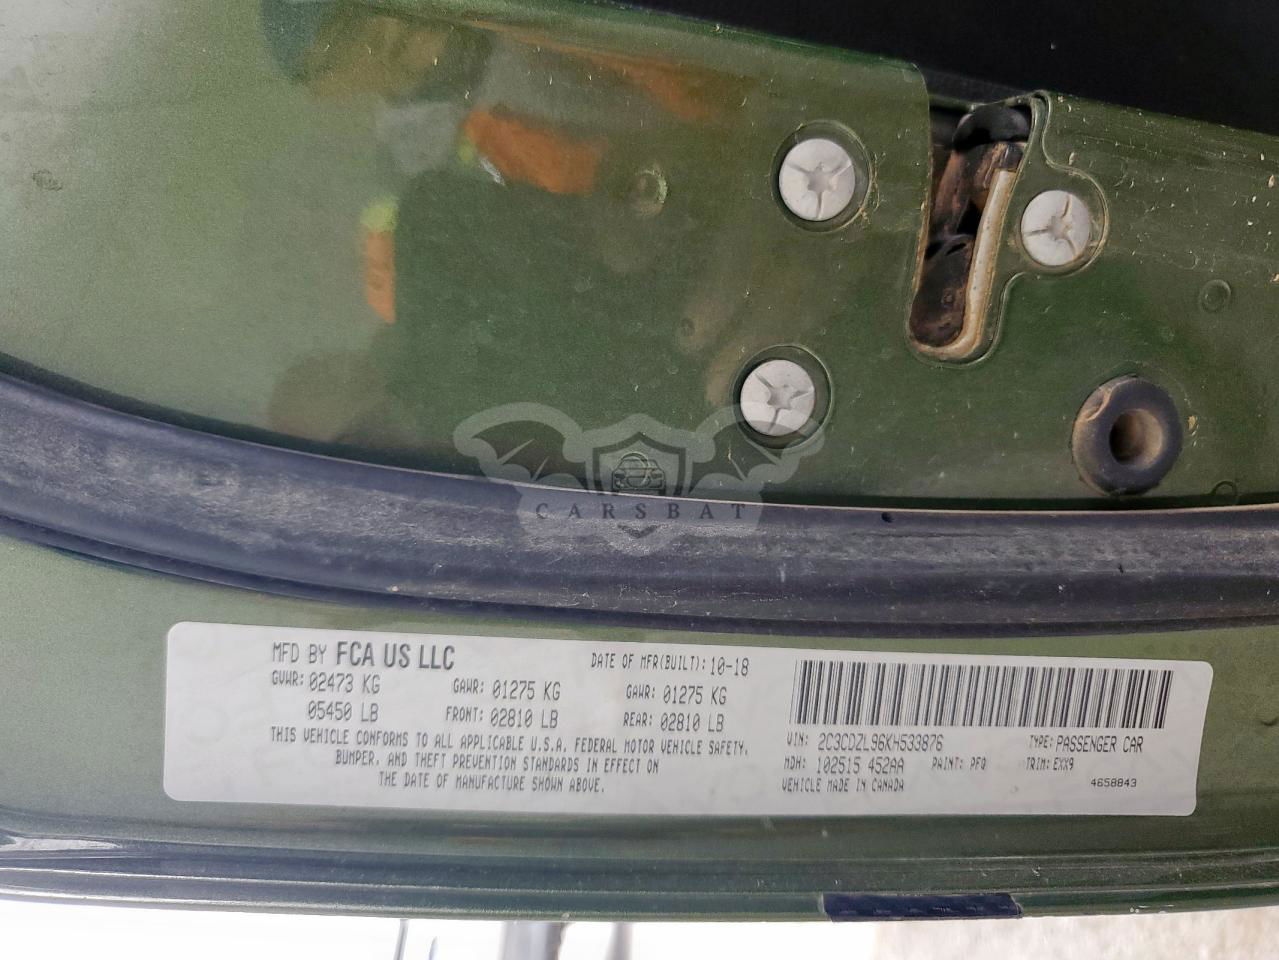 CARSBAT
MFD BY FCA US LLC
DATE OF MFR(BUILT): 10-18
GVWR: 02473 KG
GAWR: 01275 KG
GAWR: 01275 KG
05450 LB
FRONT: 02810 LB
REAR: 02810 LB
THIS VEHICLE CONFORMS TO ALL APPLICABLE U.S.A. FEDERAL MOTOR VEHICLE SAFETY,
BUMPER, AND THEFT PREVENTION STANDARDS IN EFFECT ON
THE DATE OF MANUFACTURE SHOWN ABOVE.
VIN: 2C3CDZL96KH533876
TYPE: PASSENGER CAR
MDH: 102515 452AA
PAINT: PFQ
TRIM: EXX9
VEHICLE MADE IN CANADA
4658843